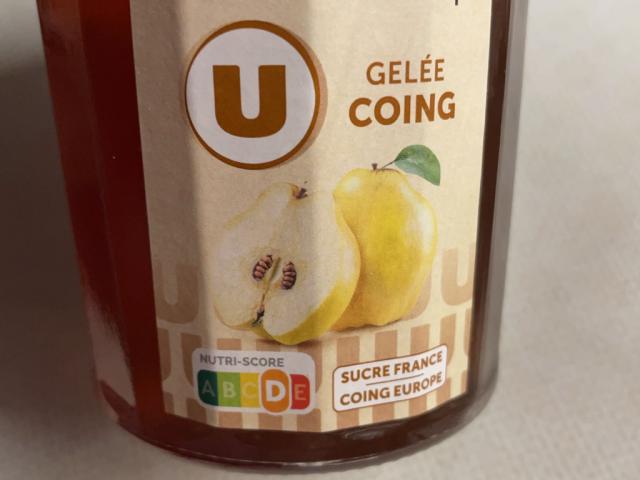 U
GELÉE
COING
NUTRI-SCORE
A B C D E
SUCRE FRANCE
COING EUROPE